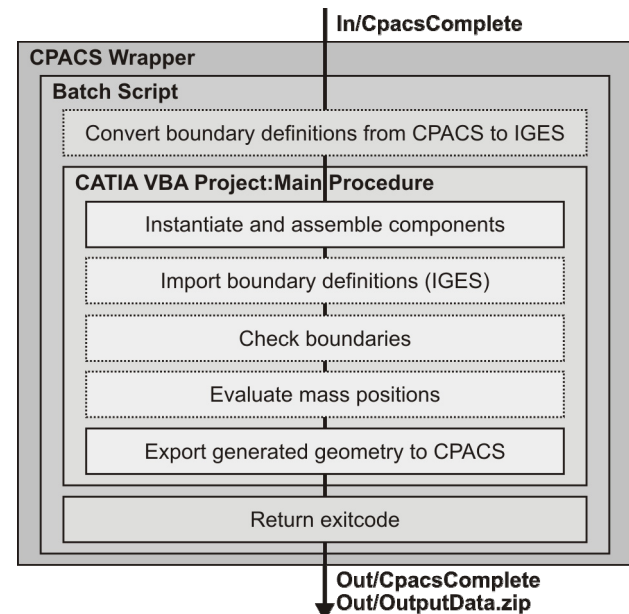 In/CpacsComplete
CPACS Wrapper
Batch Script
Convert boundary definitions from CPACS to IGES
CATIA VBA Project:Main Procedure
Instantiate and assemble components
Import boundary definitions (IGES)
Check boundaries
Evaluate mass positions
Export generated geometry to CPACS
Return exitcode
Out/CpacsComplete
Out/OutputData.zip